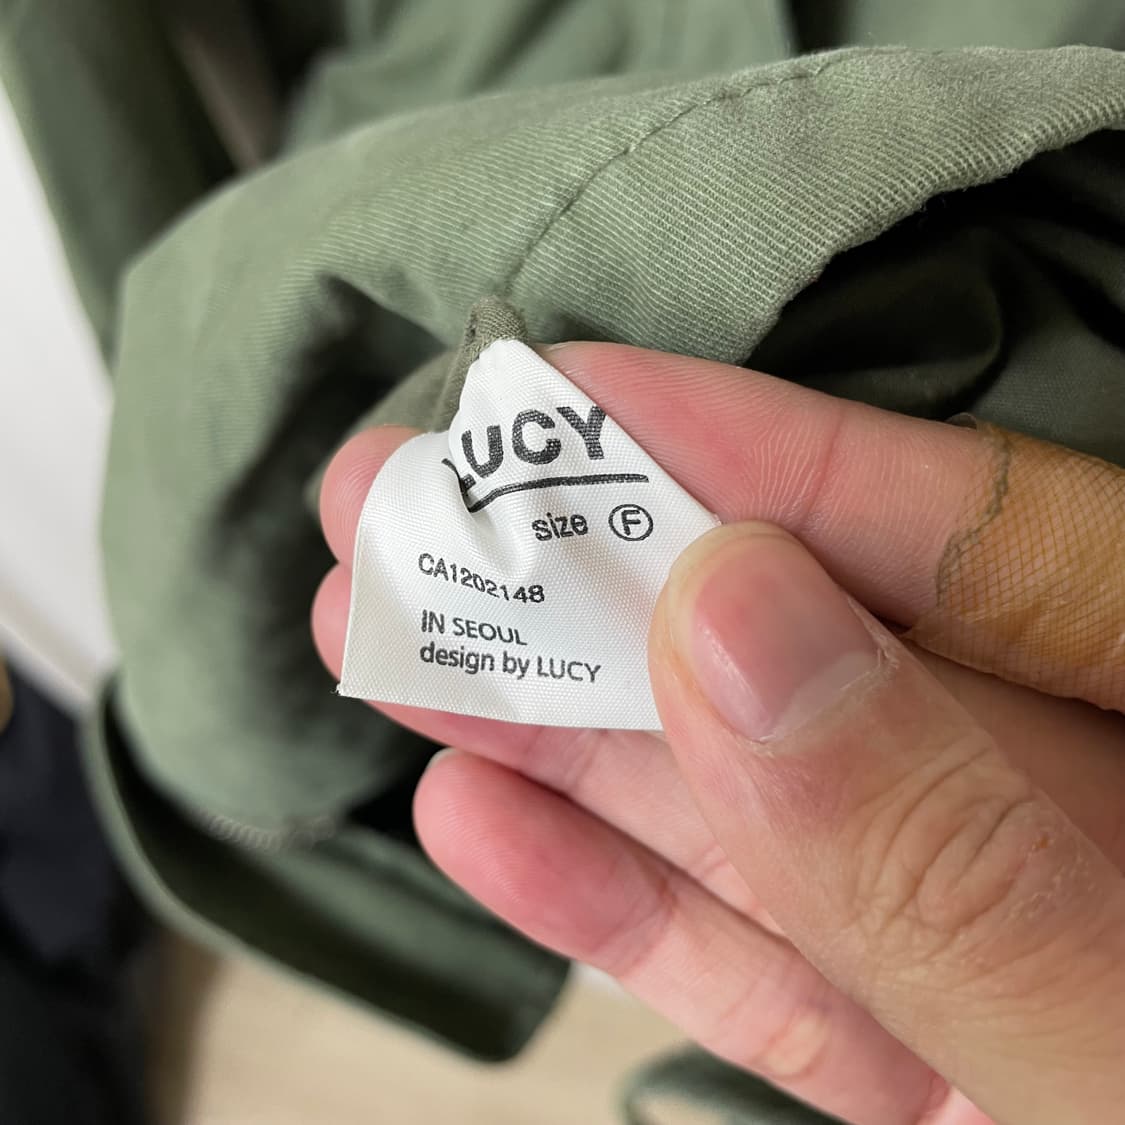 LUCY
size F
CA1202148
IN SEOUL
design by LUCY